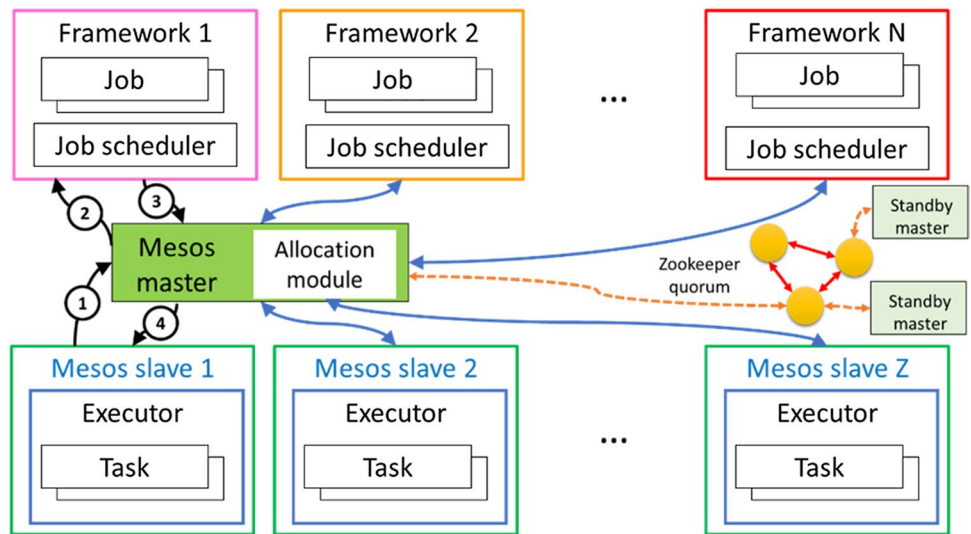 Framework 1
Job
Job scheduler
Framework 2
Job
Job scheduler
...
Framework N
Job
Job scheduler
2
3
Mesos
master
Allocation
module
1
4
Zookeeper
quorum
Standby
master
Standby
master
Mesos slave 1
Executor
Task
Mesos slave 2
Executor
Task
...
Mesos slave Z
Executor
Task